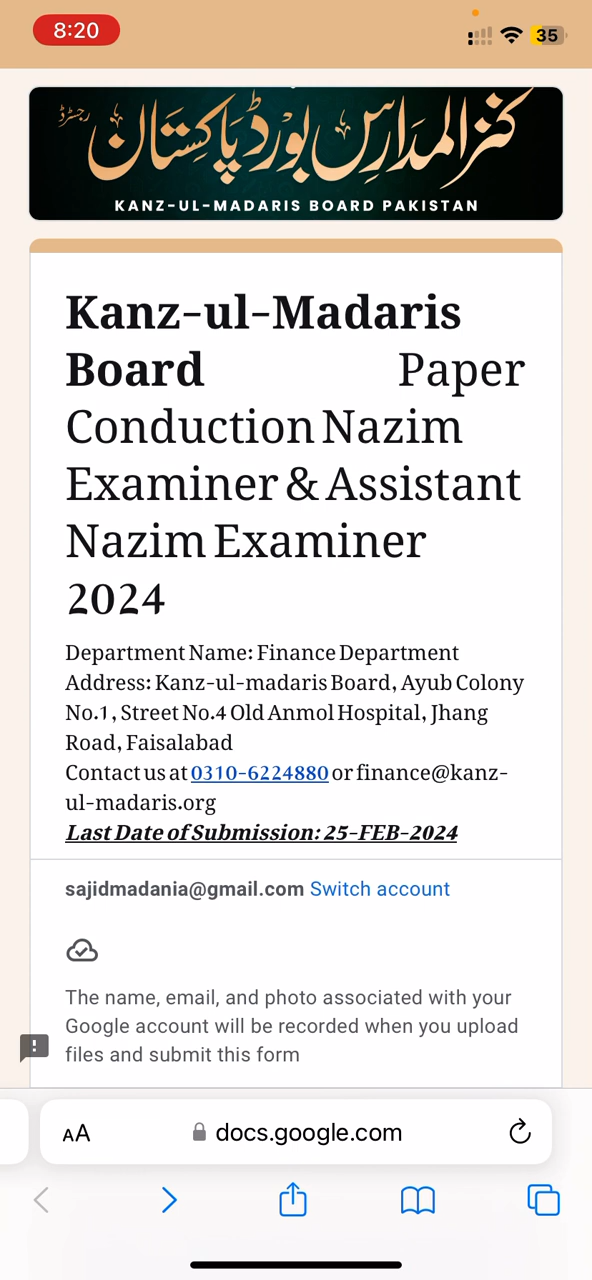 8:20
35
کنز المدارس بورڈ پاکستان رجسٹرڈ
KANZ-UL-MADARIS BOARD PAKISTAN
Kanz-ul-Madaris
Board Paper
Conduction Nazim
Examiner & Assistant
Nazim Examiner
2024
Department Name: Finance Department
Address: Kanz-ul-madaris Board, Ayub Colony
No.1, Street No.4 Old Anmol Hospital, Jhang
Road, Faisalabad
Contact us at 0310-6224880 or finance@kanz-
ul-madaris.org
Last Date of Submission: 25-FEB-2024
sajidmadania@gmail.com Switch account
The name, email, and photo associated with your
Google account will be recorded when you upload
files and submit this form
AA docs.google.com